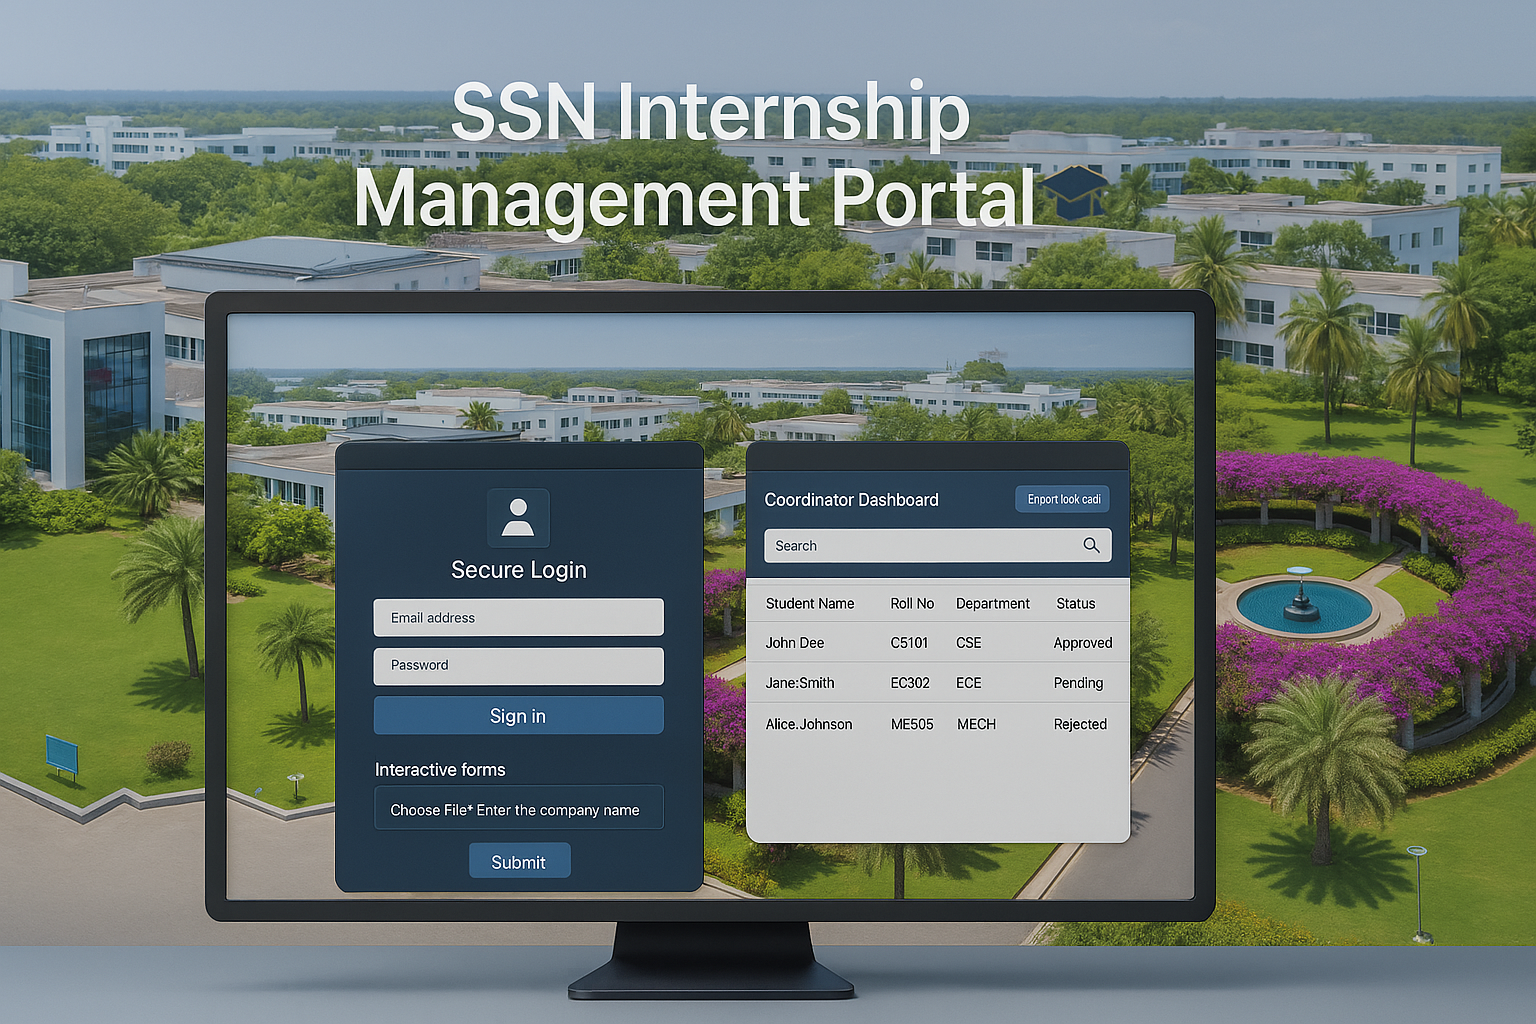 SSN Internship
Management Portal
Secure Login
Email address
Password
Sign in
Interactive forms
Choose File* Enter the company name
Submit
Coordinator Dashboard
Enport look cadi
Search
Student Name Roll No Department Status
John Dee C5101 CSE Approved
Jane:Smith EC302 ECE Pending
Alice.Johnson ME505 MECH Rejected